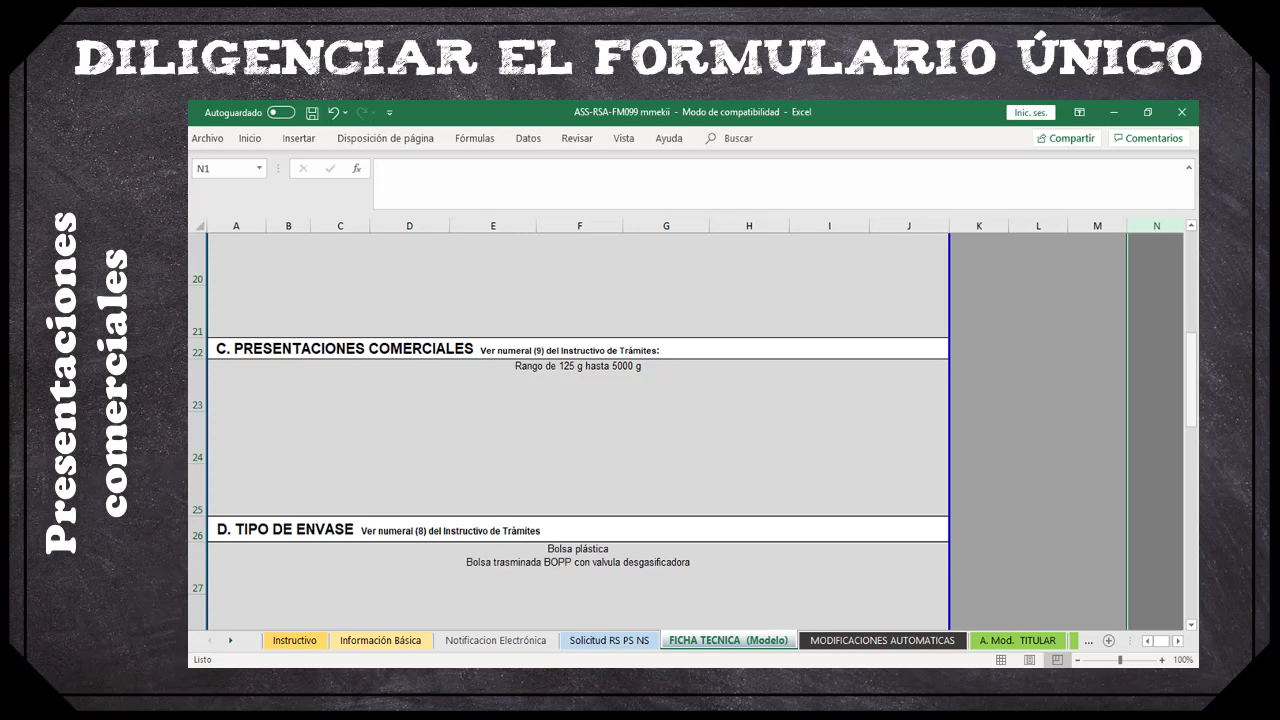 DILIGENCIAR EL FORMULARIO ÚNICO
Presentaciones
comerciales
Autoguardado
ASS-RSA-FM099 mmekii - Modo de compatibilidad - Excel
Inic. ses.
Archivo Inicio Insertar Disposición de página Fórmulas Datos Revisar Vista Ayuda Buscar Compartir Comentarios
N1 fx
A B C D E F G H I J K L M N
20
21
22 C. PRESENTACIONES COMERCIALES Ver numeral (9) del Instructivo de Trámites:
Rango de 125 g hasta 5000 g
23
24
25
26 D. TIPO DE ENVASE Ver numeral (8) del Instructivo de Trámites
Bolsa plástica
Bolsa trasminada BOPP con valvula desgasificadora
27
Instructivo Información Básica Notificacion Electrónica Solicitud RS PS NS FICHA TECNICA (Modelo) MODIFICACIONES AUTOMATICAS A. Mod. TITULAR ...
Listo 100%